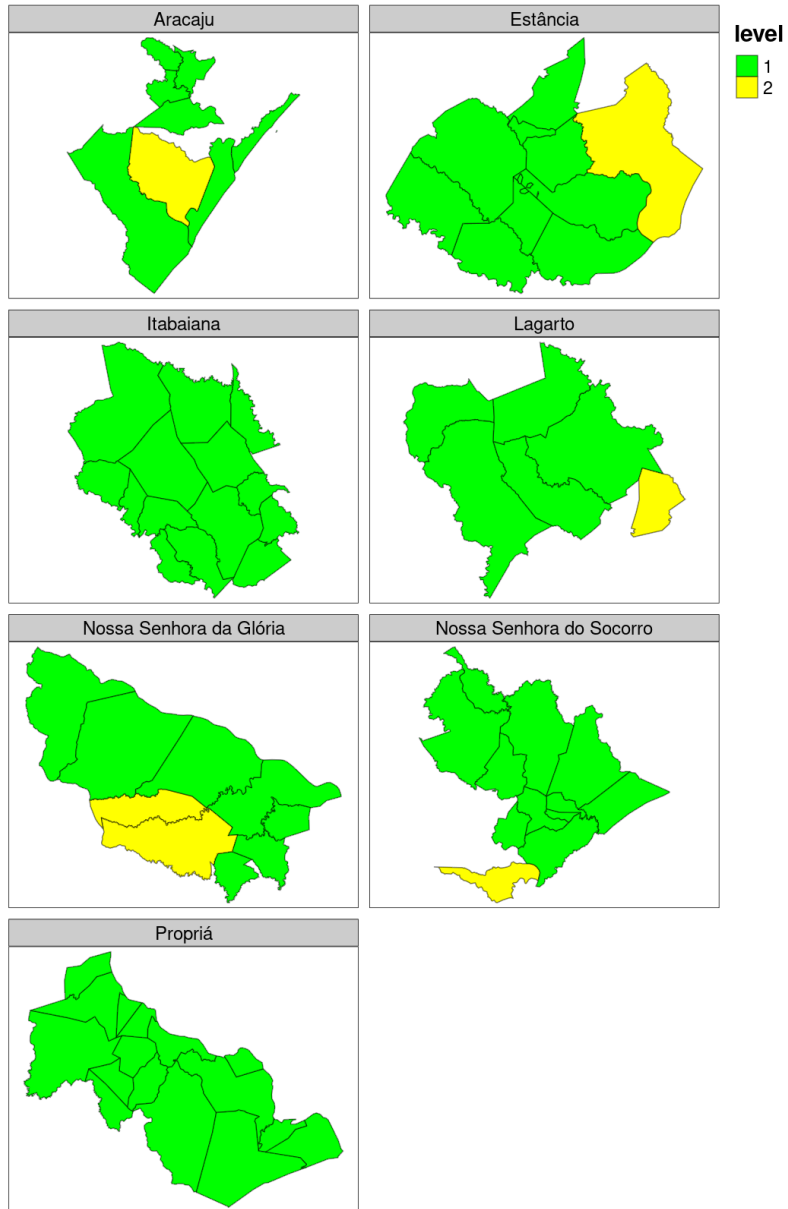 Aracaju
Estância
level
1
2
Itabaiana
Lagarto
Nossa Senhora da Glória
Nossa Senhora do Socorro
Propriá